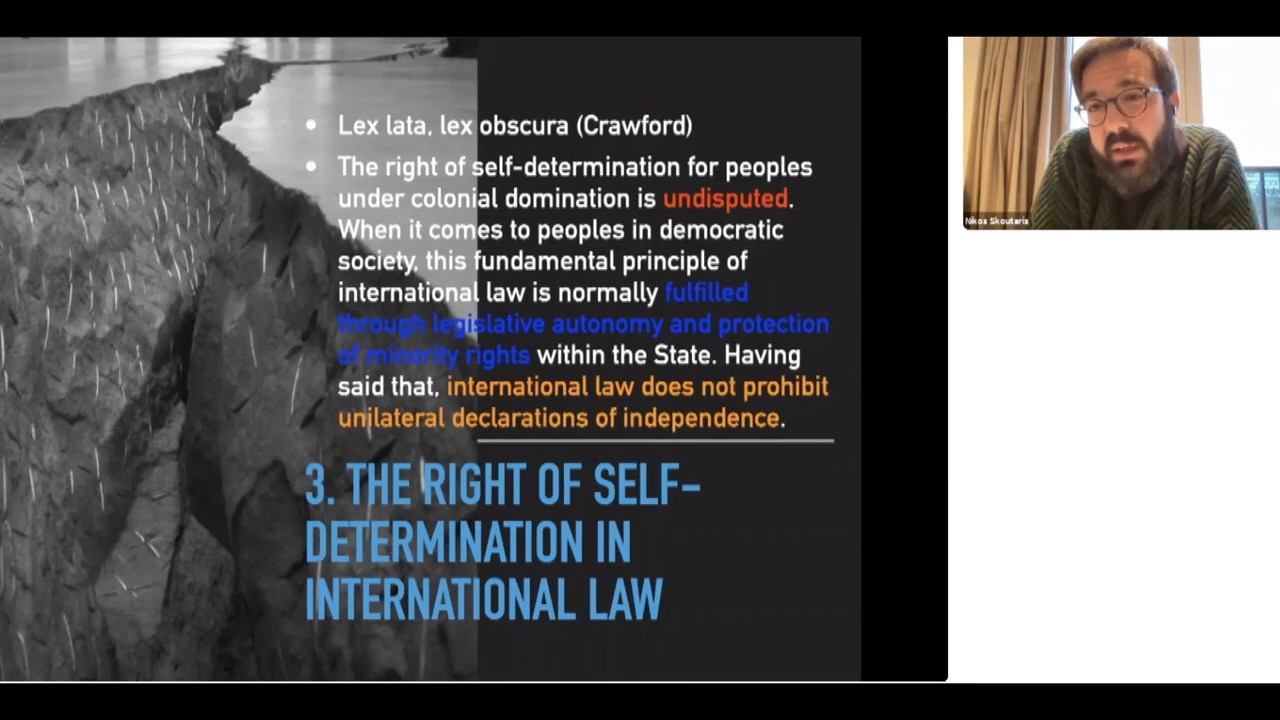 Lex lata, lex obscura (Crawford)
The right of self-determination for peoples
under colonial domination is undisputed.
When it comes to peoples in democratic
society, this fundamental principle of
international law is normally fulfilled
through legislative autonomy and protection
of minority rights within the State. Having
said that, international law does not prohibit
unilateral declarations of independence.
3. THE RIGHT OF SELF-
DETERMINATION IN
INTERNATIONAL LAW
Nikos Skoutaris